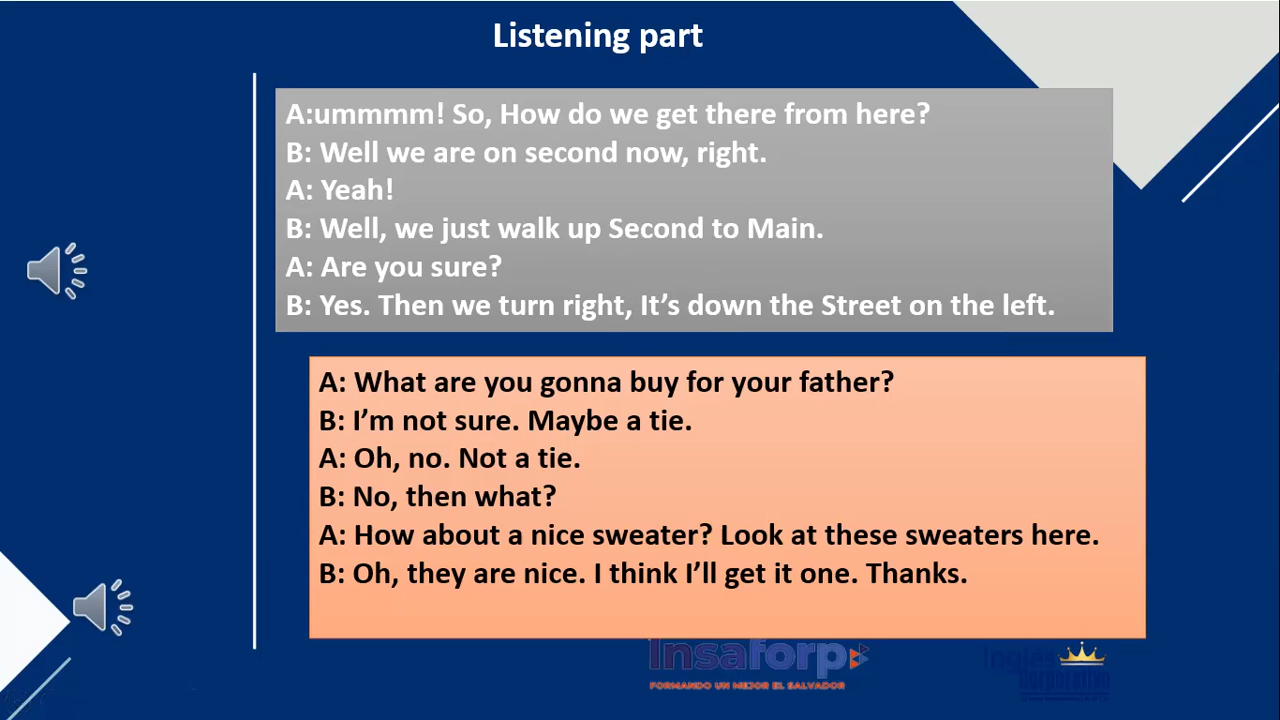 Listening part
A:ummmm! So, How do we get there from here?
B: Well we are on second now, right.
A: Yeah!
B: Well, we just walk up Second to Main.
A: Are you sure?
B: Yes. Then we turn right, It’s down the Street on the left.
A: What are you gonna buy for your father?
B: I’m not sure. Maybe a tie.
A: Oh, no. Not a tie.
B: No, then what?
A: How about a nice sweater? Look at these sweaters here.
B: Oh, they are nice. I think I’ll get it one. Thanks.
Insaforp
FORMANDO UN MEJOR EL SALVADOR
Inglés
Corporativo